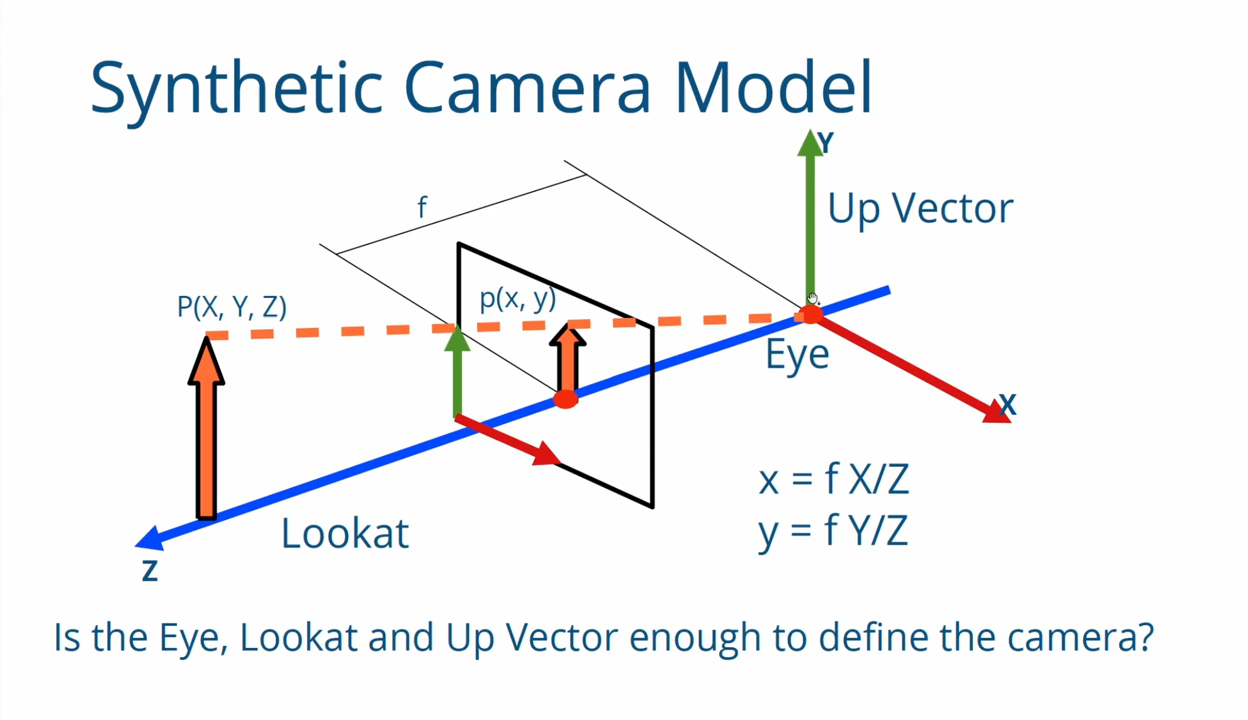 Synthetic Camera Model
Y
Up Vector
f
P(X, Y, Z)
p(x, y)
Eye
X
x = f X/Z
y = f Y/Z
Lookat
Z
Is the Eye, Lookat and Up Vector enough to define the camera?